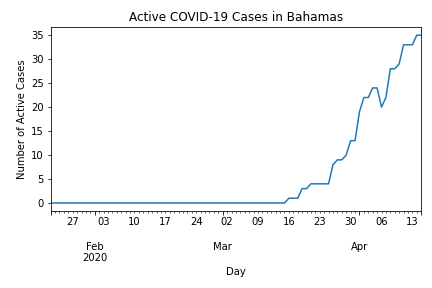 Active COVID-19 Cases in Bahamas
35
30
25
20
15
10
5
0
Number of Active Cases
27 03 10 17 24 02 09 16 23 30 06 13
Feb Mar Apr
2020
Day